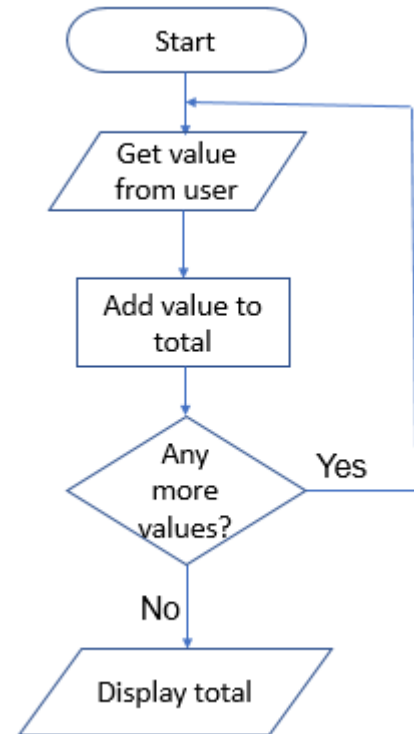 Start
Get value
from user
Add value to
total
Any
more
values?
Yes
No
Display total